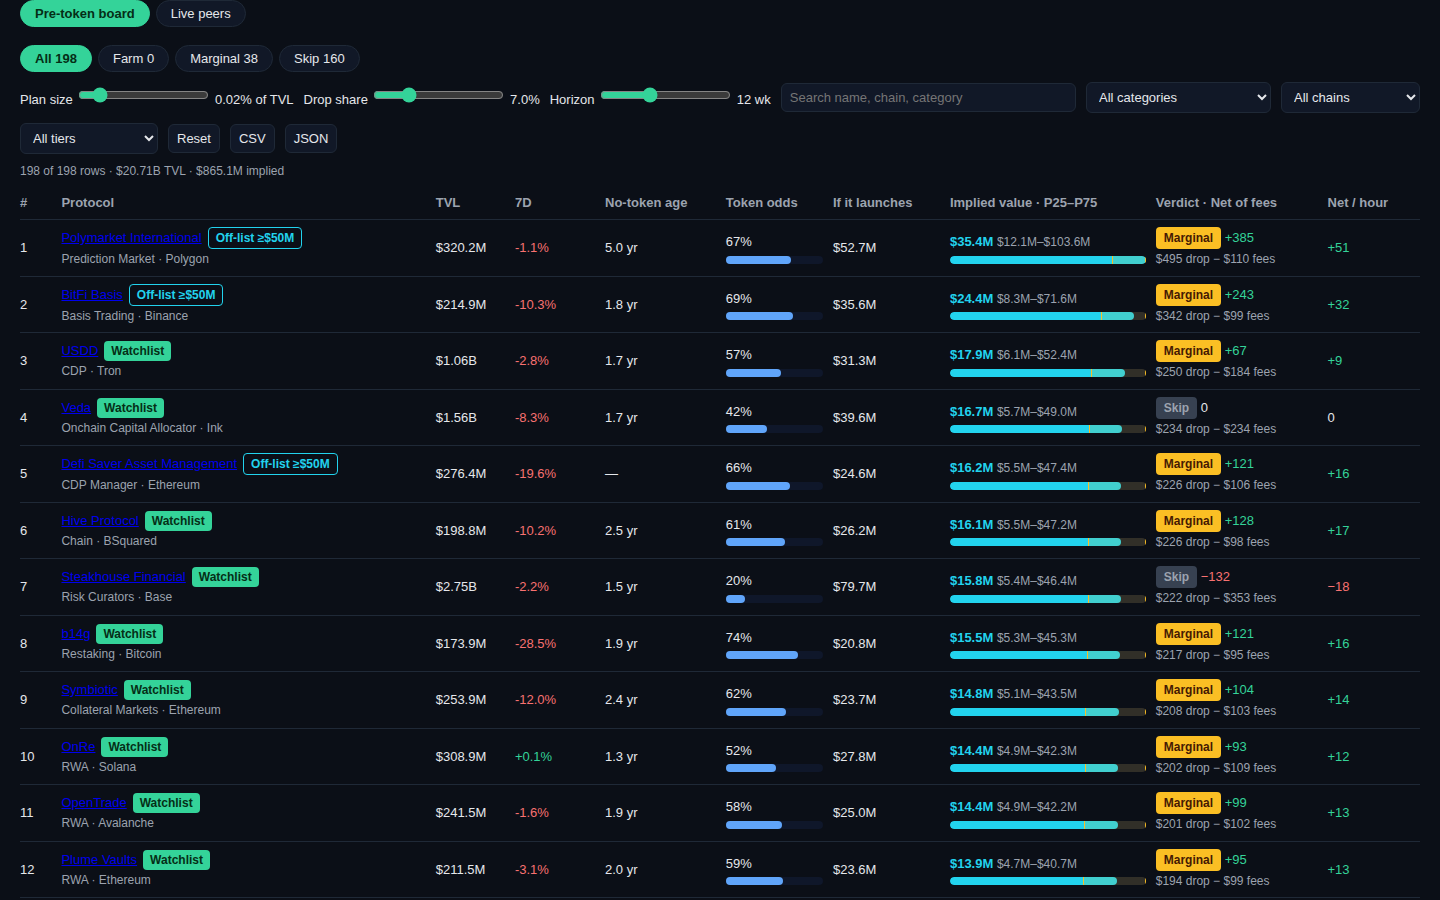 Pre-token board Live peers
All 198 Farm 0 Marginal 38 Skip 160
Plan size 0.02% of TVL Drop share 7.0% Horizon 12 wk Search name, chain, category All categories All chains
All tiers Reset CSV JSON
198 of 198 rows · $20.71B TVL · $865.1M implied
# Protocol TVL 7D No-token age Token odds If it launches Implied value · P25–P75 Verdict · Net of fees Net / hour
1 Polymarket International Off-list ≥$50M $320.2M -1.1% 5.0 yr 67% $52.7M $35.4M $12.1M–$103.6M Marginal +385 +51
Prediction Market · Polygon $495 drop − $110 fees
2 BitFi Basis Off-list ≥$50M $214.9M -10.3% 1.8 yr 69% $35.6M $24.4M $8.3M–$71.6M Marginal +243 +32
Basis Trading · Binance $342 drop − $99 fees
3 USDD Watchlist $1.06B -2.8% 1.7 yr 57% $31.3M $17.9M $6.1M–$52.4M Marginal +67 +9
CDP · Tron $250 drop − $184 fees
4 Veda Watchlist $1.56B -8.3% 1.7 yr 42% $39.6M $16.7M $5.7M–$49.0M Skip 0 0
Onchain Capital Allocator · Ink $234 drop − $234 fees
5 Defi Saver Asset Management Off-list ≥$50M $276.4M -19.6% — 66% $24.6M $16.2M $5.5M–$47.4M Marginal +121 +16
CDP Manager · Ethereum $226 drop − $106 fees
6 Hive Protocol Watchlist $198.8M -10.2% 2.5 yr 61% $26.2M $16.1M $5.5M–$47.2M Marginal +128 +17
Chain · BSquared $226 drop − $98 fees
7 Steakhouse Financial Watchlist $2.75B -2.2% 1.5 yr 20% $79.7M $15.8M $5.4M–$46.4M Skip −132 −18
Risk Curators · Base $222 drop − $353 fees
8 b14g Watchlist $173.9M -28.5% 1.9 yr 74% $20.8M $15.5M $5.3M–$45.3M Marginal +121 +16
Restaking · Bitcoin $217 drop − $95 fees
9 Symbiotic Watchlist $253.9M -12.0% 2.4 yr 62% $23.7M $14.8M $5.1M–$43.5M Marginal +104 +14
Collateral Markets · Ethereum $208 drop − $103 fees
10 OnRe Watchlist $308.9M +0.1% 1.3 yr 52% $27.8M $14.4M $4.9M–$42.3M Marginal +93 +12
RWA · Solana $202 drop − $109 fees
11 OpenTrade Watchlist $241.5M -1.6% 1.9 yr 58% $25.0M $14.4M $4.9M–$42.2M Marginal +99 +13
RWA · Avalanche $201 drop − $102 fees
12 Plume Vaults Watchlist $211.5M -3.1% 2.0 yr 59% $23.6M $13.9M $4.7M–$40.7M Marginal +95 +13
RWA · Ethereum $194 drop − $99 fees